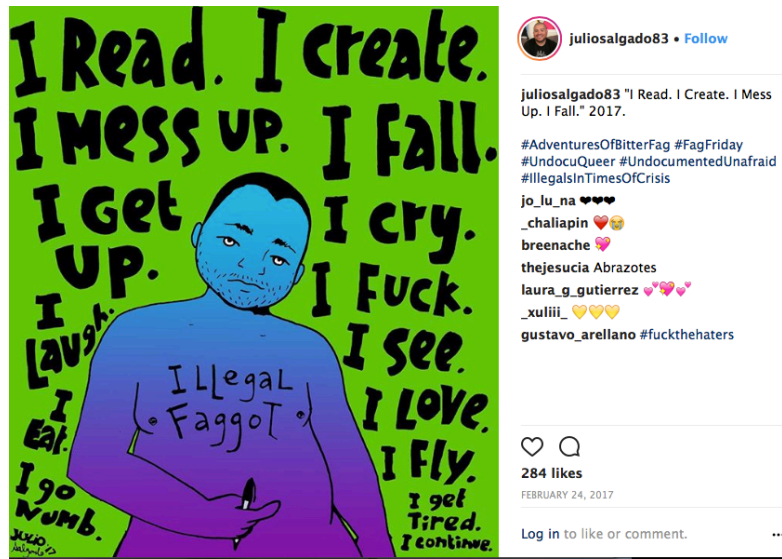 I Read. I create.
I Mess up. I Fall.
I Get
up.
I cry.
I Fuck.
I
Laugh.
I see.
I
Eat.
I Love.
I Fly.
I go
Numb.
I get
Tired.
I continue.
ILLegaL
Faggot
Julio
Salgado '17
juliosalgado83 • Follow
juliosalgado83 "I Read. I Create. I Mess
Up. I Fall." 2017.
#AdventuresOfBitterFag #FagFriday
#UndocuQueer #UndocumentedUnafraid
#IllegalsInTimesOfCrisis
jo_lu_na ❤❤❤
_chaliapin ❤️😭
breenache 💖
thejesucia Abrazotes
laura_g_gutierrez 💕💖💕
_xuliii_ 💛💛💛
gustavo_arellano #fuckthehaters
284 likes
FEBRUARY 24, 2017
Log in to like or comment.